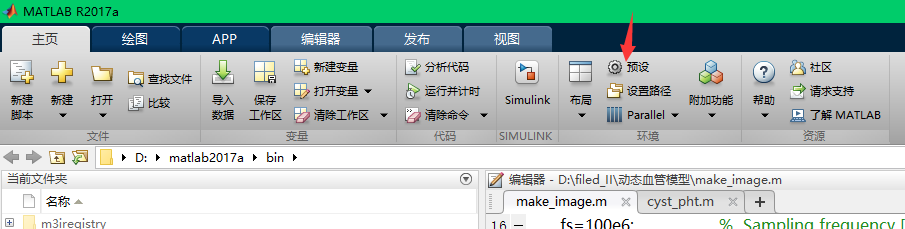 MATLAB R2017a
主页 绘图 APP 编辑器 发布 视图
新建脚本 新建 打开 查找文件 比较 导入数据 保存工作区 新建变量 打开变量 清除工作区 分析代码 运行并计时 清除命令 Simulink 布局 预设 设置路径 Parallel 附加功能 帮助 社区 请求支持 了解 MATLAB
文件 变量 代码 SIMULINK 环境 资源
D: matlab2017a bin
当前文件夹 编辑器 - D:\filed_II\动态血管模型\make_image.m
名称 make_image.m cyst_pht.m
m3iregistry 16 fs=100e6; % Sampling frequency [